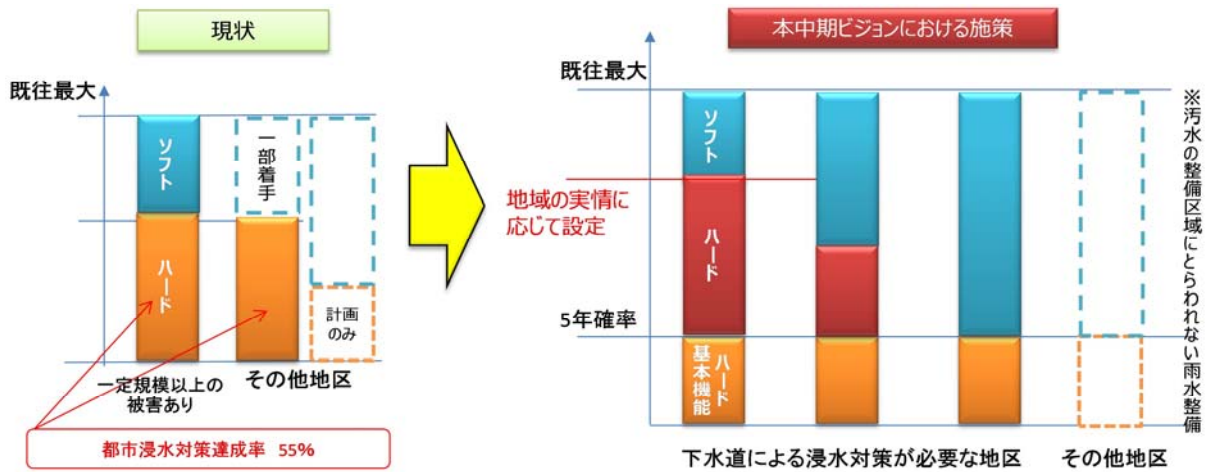 現状
既往最大
ソフト
ハード
一部着手
計画
のみ
一定規模以上の
被害あり
その他地区
都市浸水対策達成率 55%
本中期ビジョンにおける施策
既往最大
地域の実情に
応じて設定
5年確率
ソフト
ハード
ハード
基本機能
下水道による浸水対策が必要な地区
その他地区
※汚水の整備区域にとらわれない雨水整備